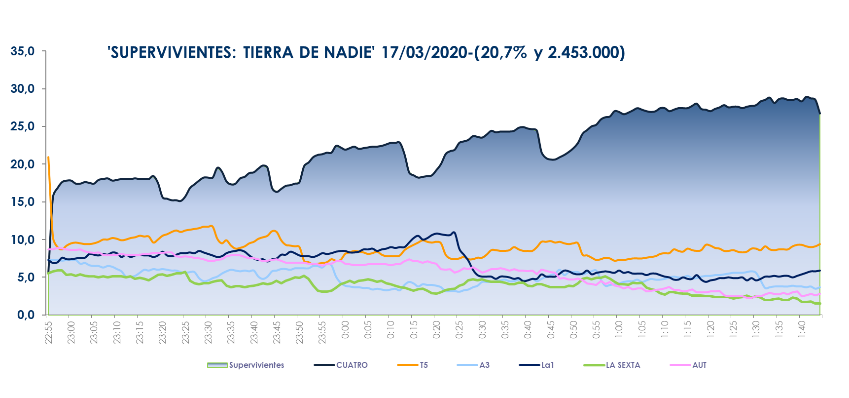 'SUPERVIVIENTES: TIERRA DE NADIE' 17/03/2020-(20,7% y 2.453.000)
35,0
30,0
25,0
20,0
15,0
10,0
5,0
0,0
22:55 23:00 23:05 23:10 23:15 23:20 23:25 23:30 23:35 23:40 23:45 23:50 23:55 0:00 0:05 0:10 0:15 0:20 0:25 0:30 0:35 0:40 0:45 0:50 0:55 1:00 1:05 1:10 1:15 1:20 1:25 1:30 1:35 1:40
Supervivientes CUATRO T5 A3 La1 LA SEXTA AUT